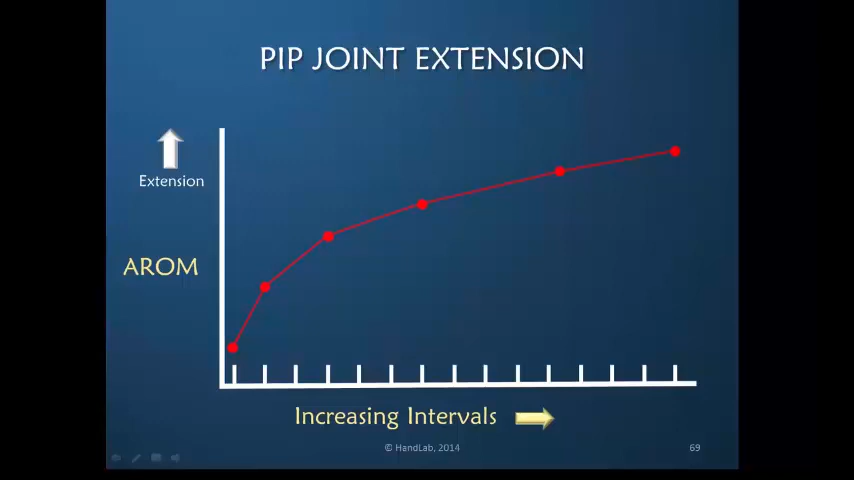 PIP JOINT EXTENSION
Extension
AROM
Increasing Intervals
© HandLab, 2014
69